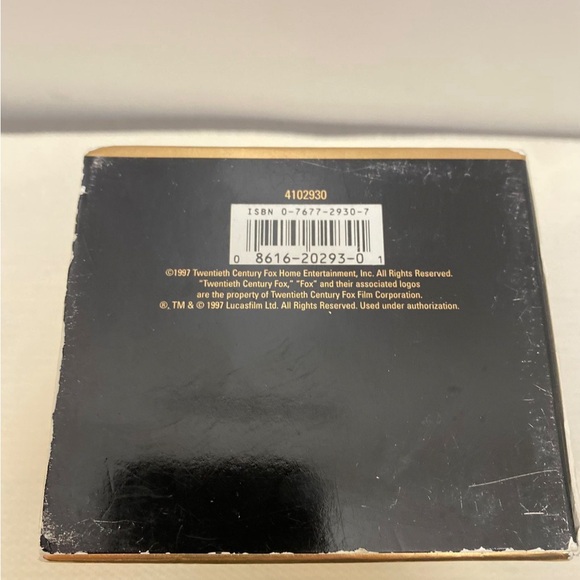 4102930
ISBN 0-7677-2930-7
0 8616-20293-0 1
©1997 Twentieth Century Fox Home Entertainment, Inc. All Rights Reserved.
"Twentieth Century Fox," "Fox" and their associated logos
are the property of Twentieth Century Fox Film Corporation.
®, TM & © 1997 Lucasfilm Ltd. All Rights Reserved. Used under authorization.